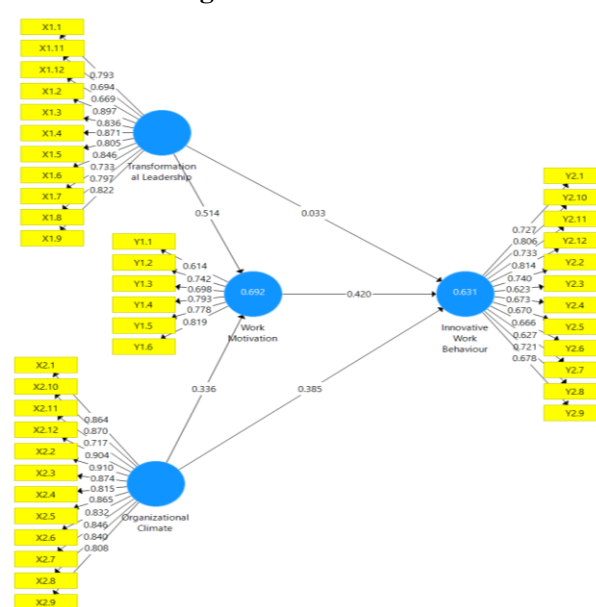 X1.1
X1.11
X1.12
X1.2
X1.3
X1.4
X1.5
X1.6
X1.7
X1.8
X1.9
0.793
0.694
0.669
0.897
0.836
0.871
0.805
0.846
0.733
0.797
0.822
Transformation
al Leadership
0.514
0.033
Y1.1
Y1.2
Y1.3
Y1.4
Y1.5
Y1.6
0.614
0.742
0.698
0.793
0.778
0.819
0.692
Work
Motivation
0.420
0.631
Innovative
Work
Behaviour
0.727
0.806
0.733
0.814
0.740
0.623
0.673
0.670
0.666
0.627
0.721
0.678
Y2.1
Y2.10
Y2.11
Y2.12
Y2.2
Y2.3
Y2.4
Y2.5
Y2.6
Y2.7
Y2.8
Y2.9
0.336
0.385
X2.1
X2.10
X2.11
X2.12
X2.2
X2.3
X2.4
X2.5
X2.6
X2.7
X2.8
X2.9
0.864
0.870
0.717
0.904
0.910
0.874
0.815
0.865
0.832
0.846
0.840
0.808
Organizational
Climate